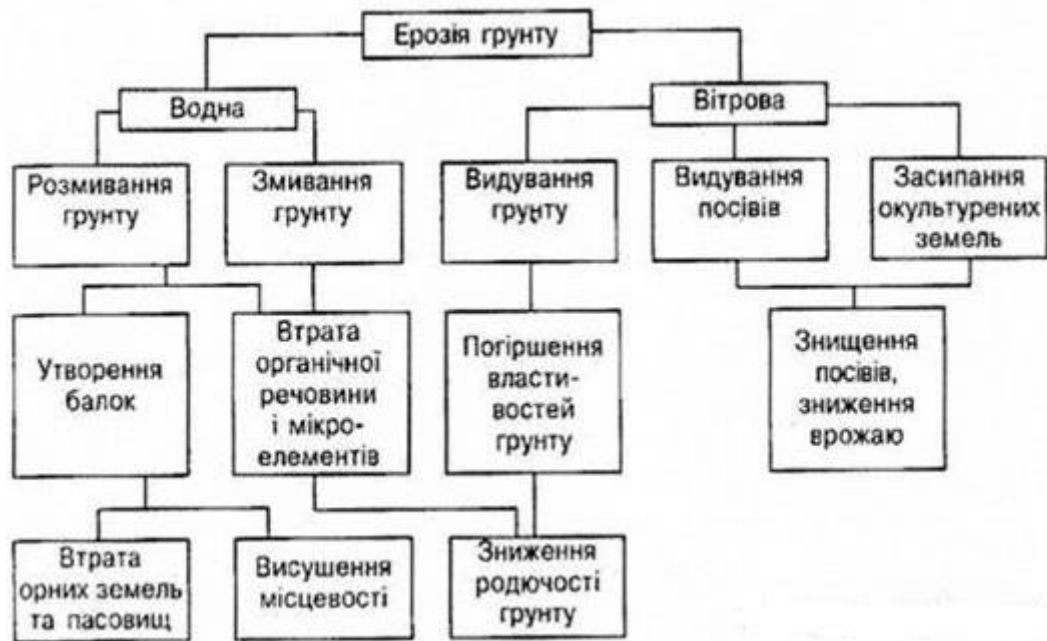 Ерозія грунту
Водна
Вітрова
Розмивання
грунту
Змивання
грунту
Видування
грунту
Видування
посівів
Засипання
окультурених
земель
Утворення
балок
Втрата
органічної
речовини
і мікро-
елементів
Погіршення
власти-
востей
грунту
Знищення
посівів,
зниження
врожаю
Втрата
орних земель
та пасовищ
Висушення
місцевості
Зниження
родючості
грунту